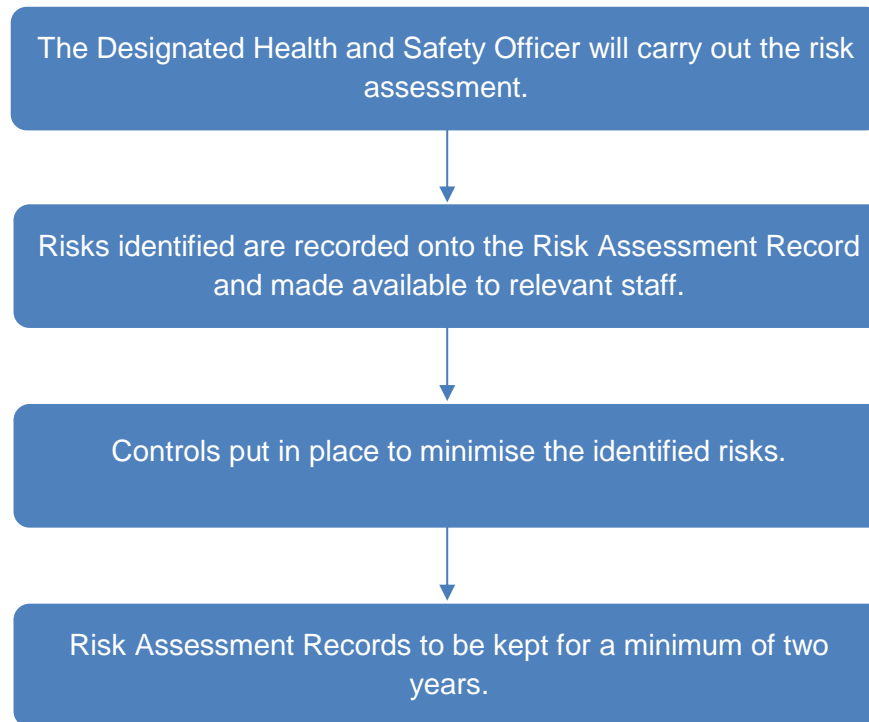 The Designated Health and Safety Officer will carry out the risk
assessment.
Risks identified are recorded onto the Risk Assessment Record
and made available to relevant staff.
Controls put in place to minimise the identified risks.
Risk Assessment Records to be kept for a minimum of two
years.